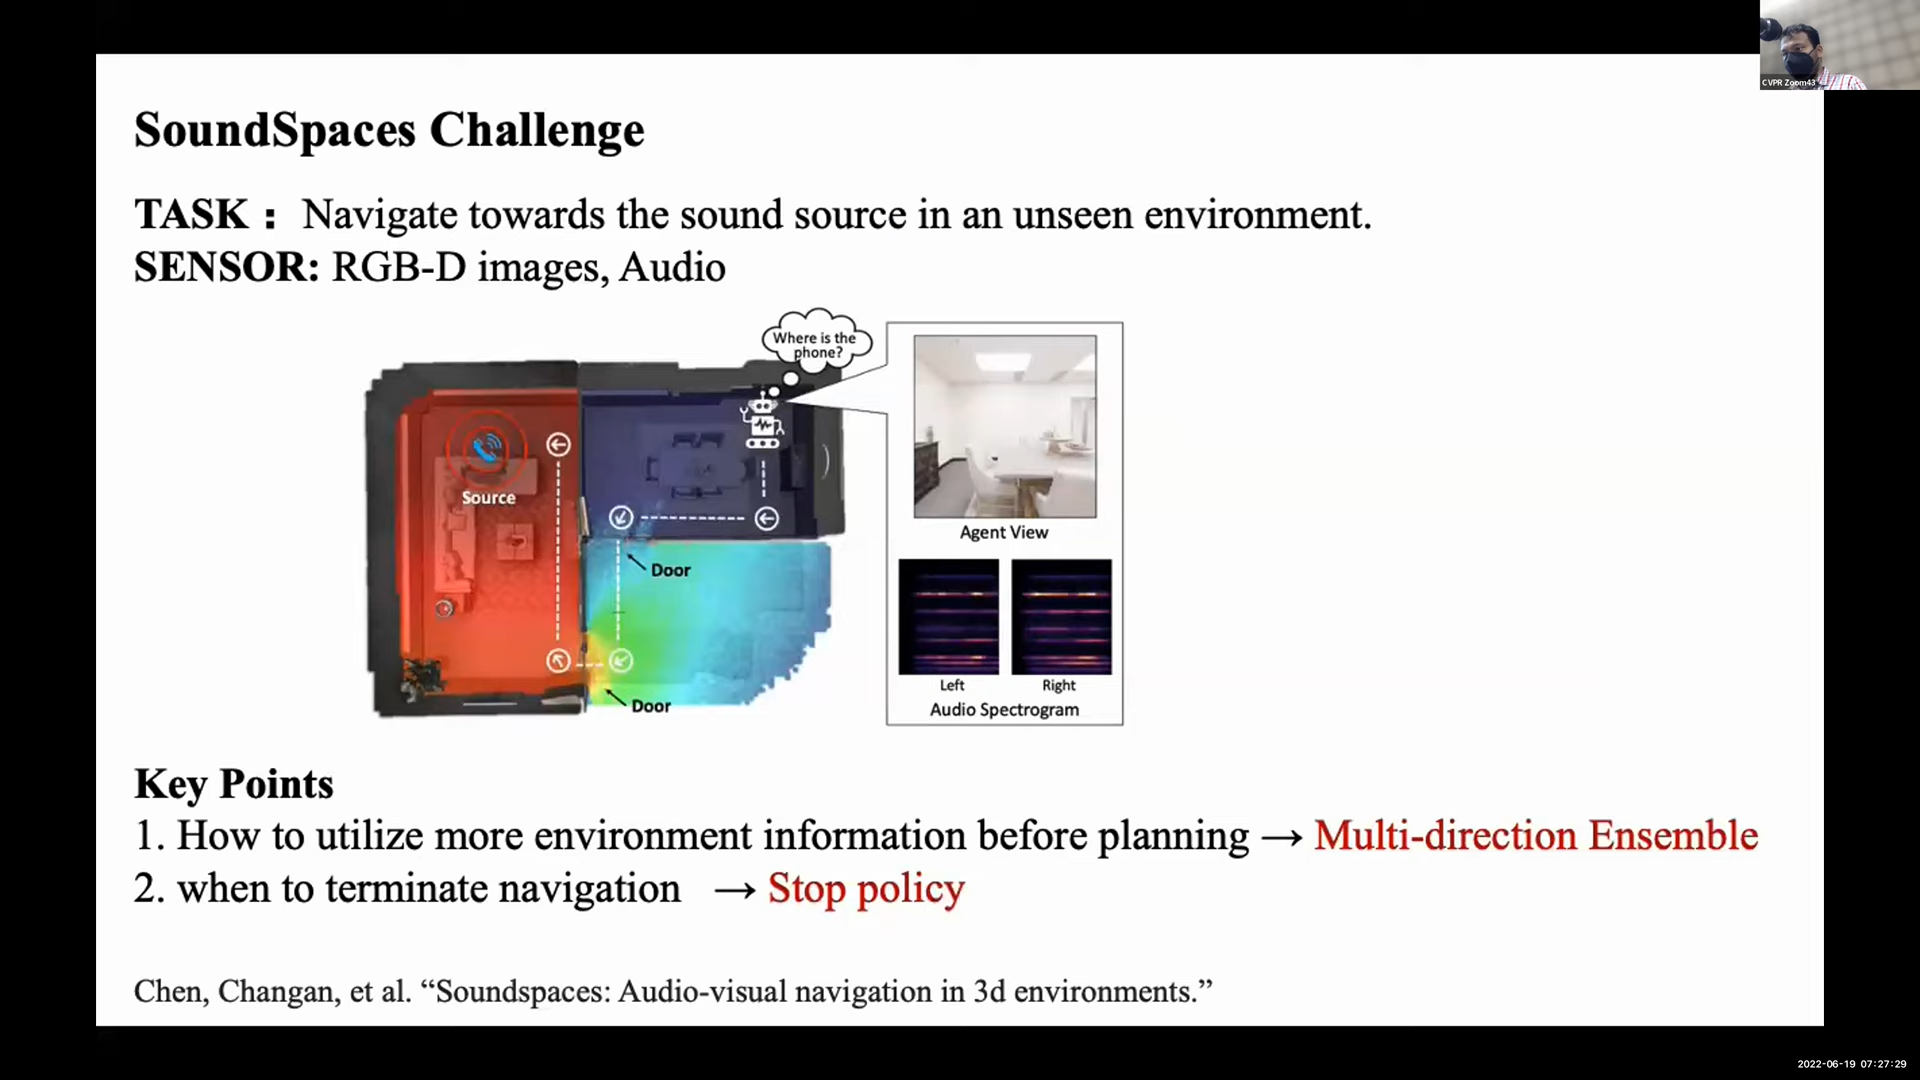 CVPR Zoom43
SoundSpaces Challenge
TASK： Navigate towards the sound source in an unseen environment.
SENSOR: RGB-D images, Audio
Where is the
phone?
Source
Door
Door
Agent View
Left Right
Audio Spectrogram
Key Points
1. How to utilize more environment information before planning → Multi-direction Ensemble
2. when to terminate navigation → Stop policy
Chen, Changan, et al. “Soundspaces: Audio-visual navigation in 3d environments.”
2022-06-19 07:27:29